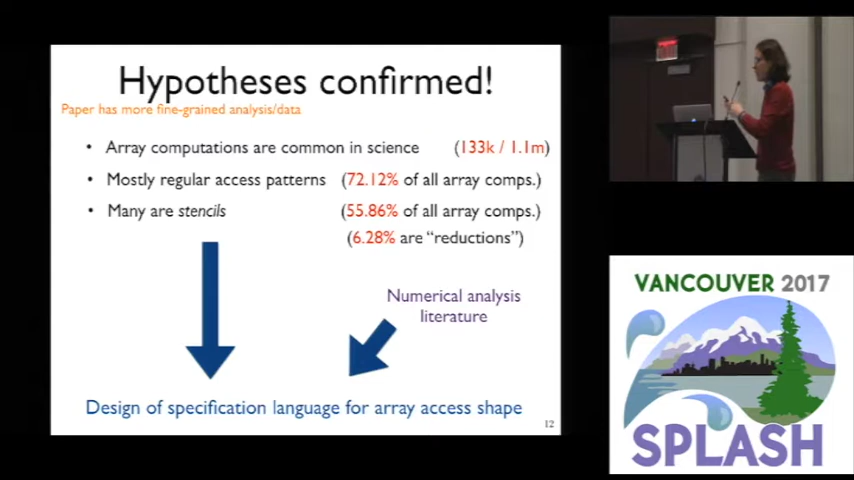 Hypotheses confirmed!
Paper has more fine-grained analysis/data
• Array computations are common in science (133k / 1.1m)
• Mostly regular access patterns (72.12% of all array comps.)
• Many are stencils (55.86% of all array comps.)
(6.28% are “reductions”)
Numerical analysis
literature
Design of specification language for array access shape
12
VANCOUVER 2017
SPLASH